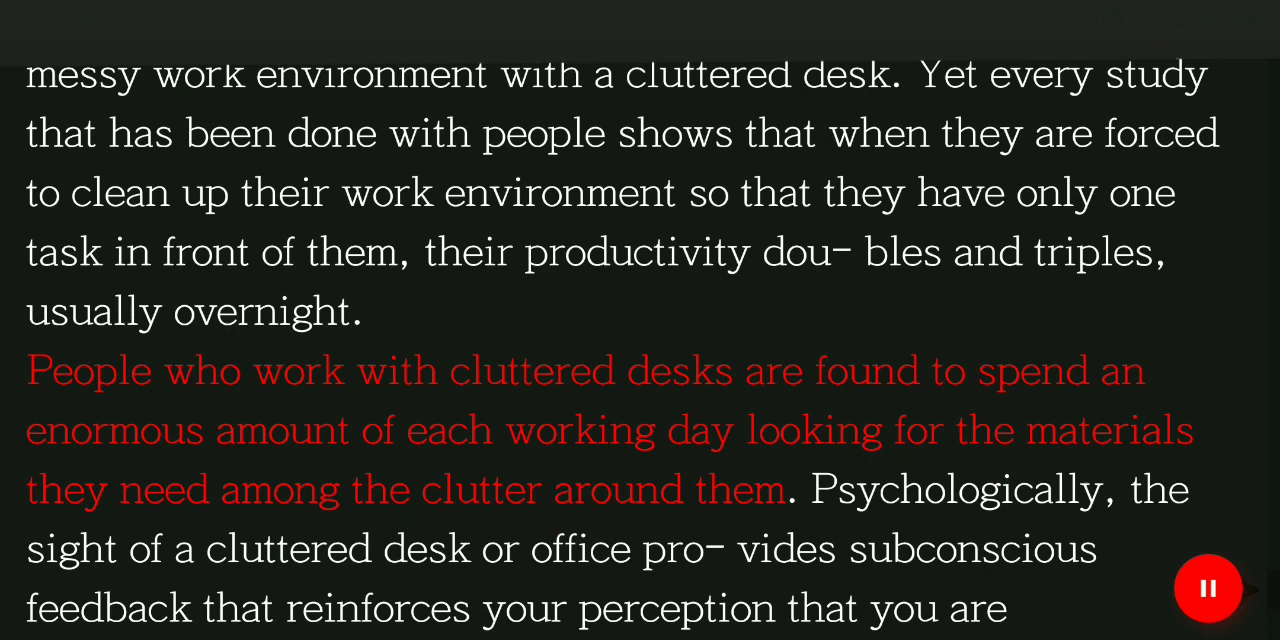 messy work environment with a cluttered desk. Yet every study
that has been done with people shows that when they are forced
to clean up their work environment so that they have only one
task in front of them, their productivity dou- bles and triples,
usually overnight.
People who work with cluttered desks are found to spend an
enormous amount of each working day looking for the materials
they need among the clutter around them. Psychologically, the
sight of a cluttered desk or office pro- vides subconscious
feedback that reinforces your perception that you are